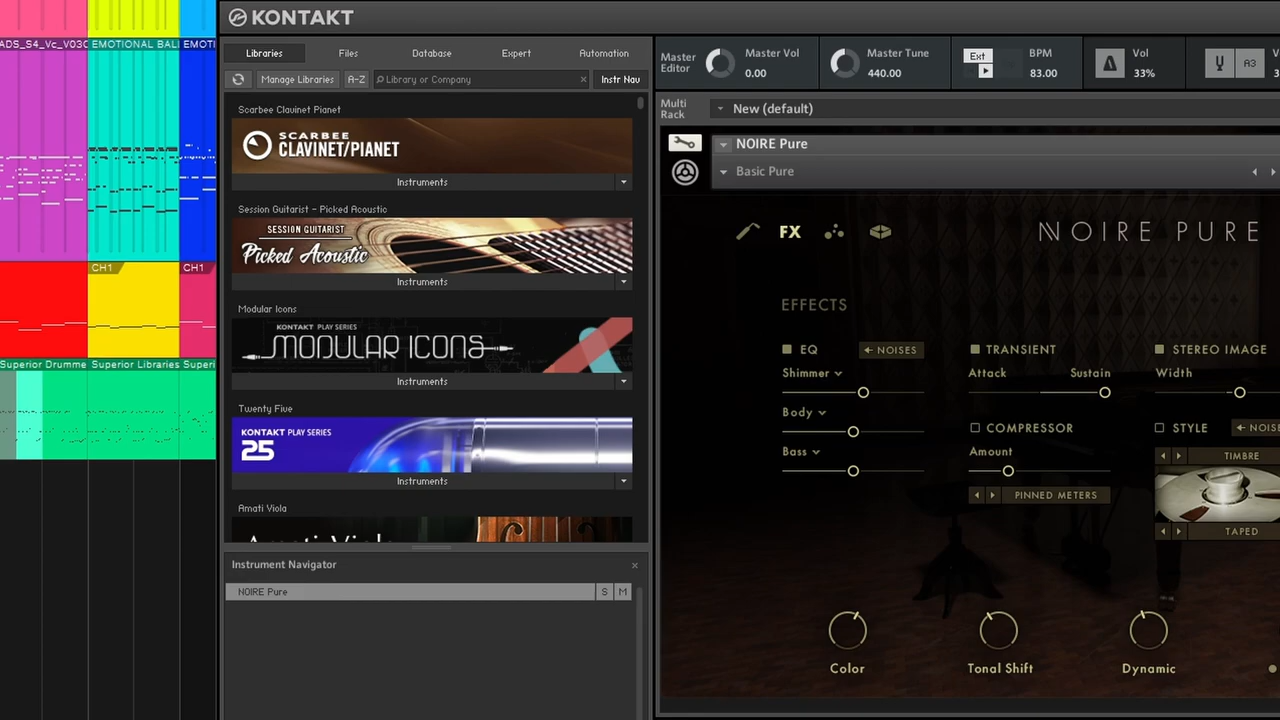 ADS_S4_Vc_V03C
EMOTIONAL BALI
EMOTI
CH1
CH1
Superior Drumme
Superior Libraries
Superi
KONTAKT
Libraries
Files
Database
Expert
Automation
Manage Libraries
A-Z
Library or Company
×
Instr Nav
Scarbee Clavinet Pianet
SCARBEE
CLAVINET/PIANET
Instruments
Session Guitarist - Picked Acoustic
SESSION GUITARIST
Picked Acoustic
Instruments
Modular Icons
KONTAKT PLAY SERIES
MODULAR ICONS
Instruments
Twenty Five
KONTAKT PLAY SERIES
25
Instruments
Amati Viola
Amati Viola
Instrument Navigator
×
NOIRE Pure
S
M
Master
Editor
Master Vol
0.00
Master Tune
440.00
Ext
BPM
83.00
Vol
33%
A3
V
3
Multi
Rack
New (default)
NOIRE Pure
Basic Pure
FX
NOIRE PURE
EFFECTS
EQ
NOISES
Shimmer
Body
Bass
TRANSIENT
Attack
Sustain
COMPRESSOR
Amount
PINNED METERS
STEREO IMAGE
Width
STYLE
NOISE
TIMBRE
TAPED
Color
Tonal Shift
Dynamic